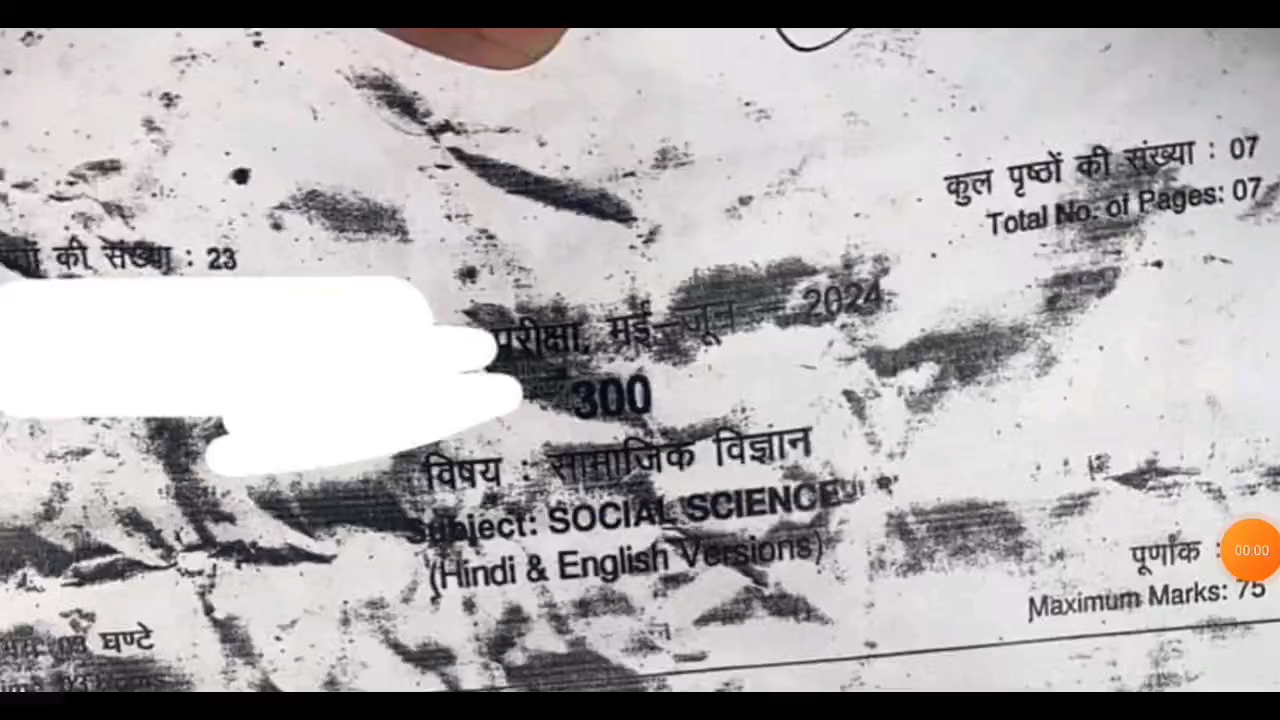 कुल पृष्ठों की संख्या : 07
Total No. of Pages: 07
की संख्या : 23
परीक्षा, मई–जून – 2024
300
विषय : सामाजिक विज्ञान
Subject: SOCIAL SCIENCE
(Hindi & English Versions)
पूर्णांक :
Maximum Marks: 75
घण्टे
00:00